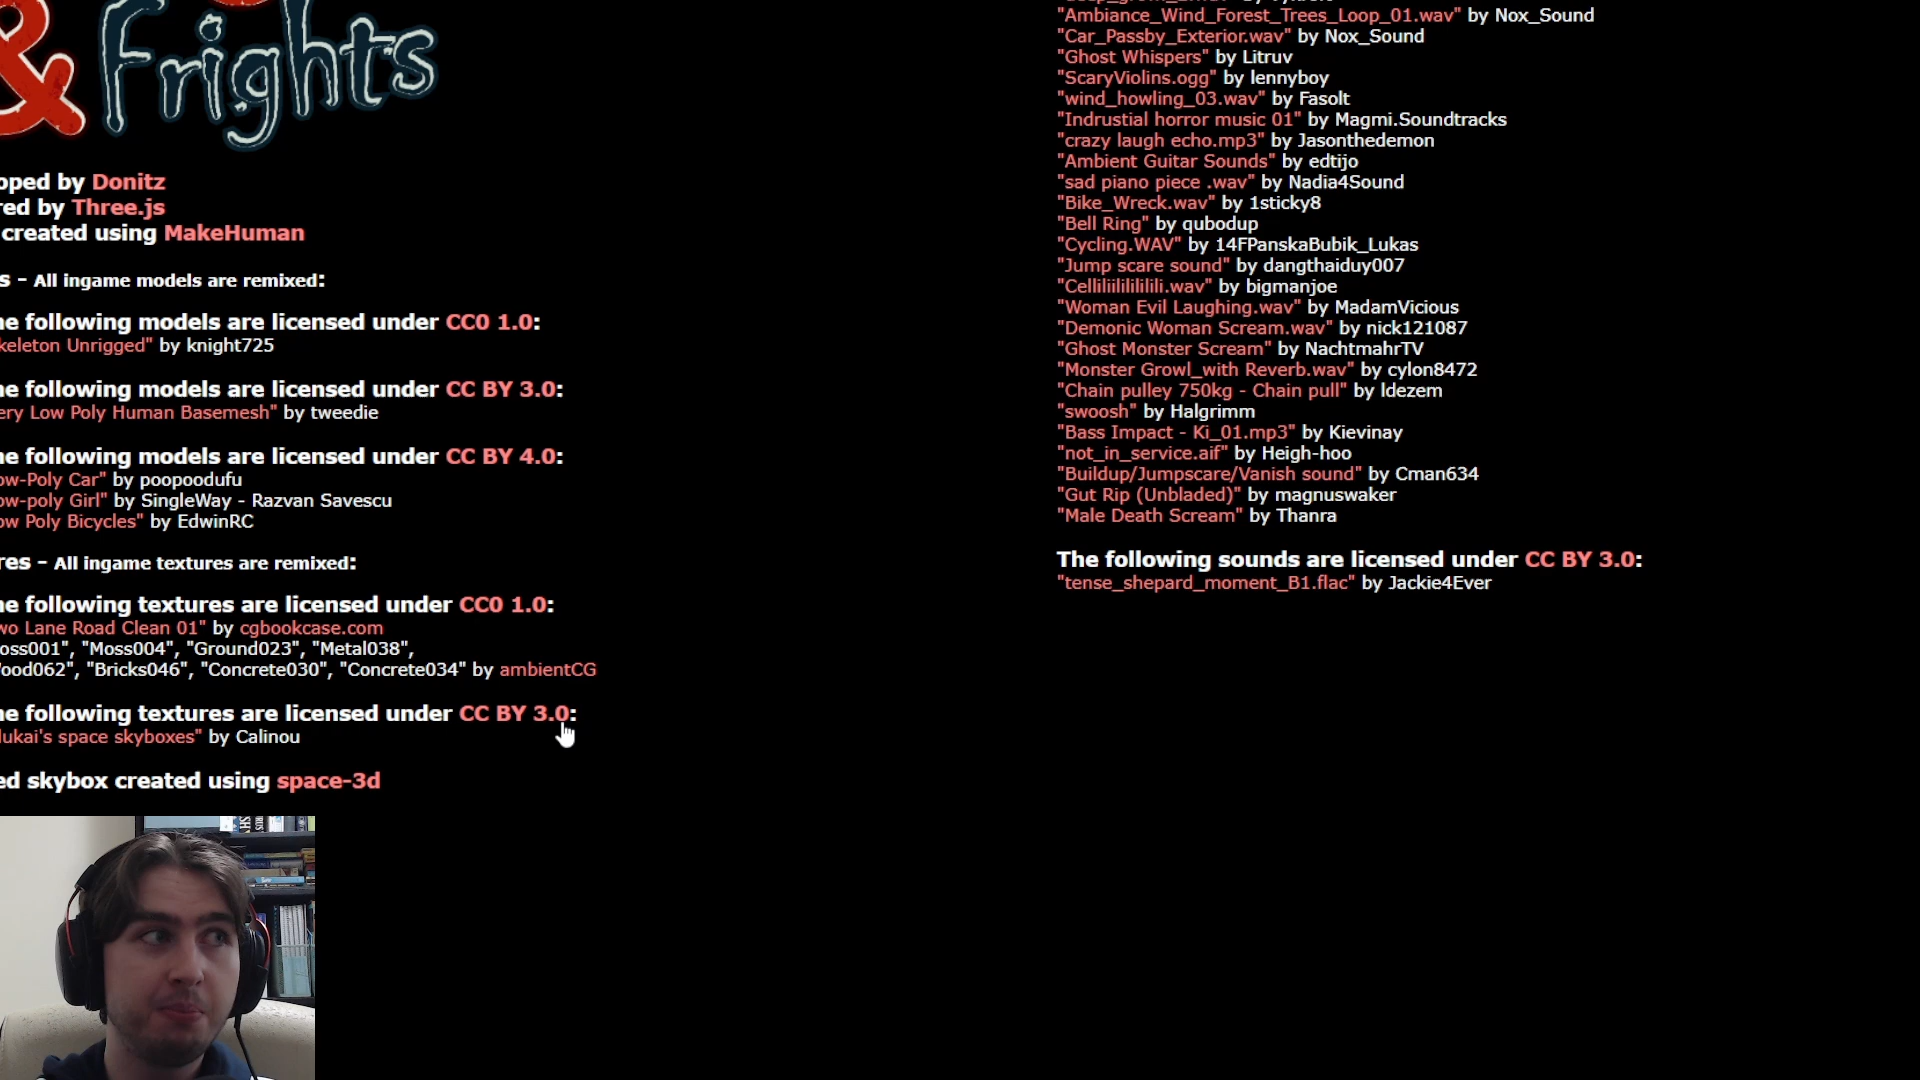 & Frights
oped by Donitz
red by Three.js
created using MakeHuman
s - All ingame models are remixed:
he following models are licensed under CC0 1.0:
keleton Unrigged" by knight725
he following models are licensed under CC BY 3.0:
ery Low Poly Human Basemesh" by tweedie
he following models are licensed under CC BY 4.0:
ow-Poly Car" by poopoodufu
ow-poly Girl" by SingleWay - Razvan Savescu
ow Poly Bicycles" by EdwinRC
res - All ingame textures are remixed:
he following textures are licensed under CC0 1.0:
wo Lane Road Clean 01" by cgbookcase.com
oss001", "Moss004", "Ground023", "Metal038",
ood062", "Bricks046", "Concrete030", "Concrete034" by ambientCG
he following textures are licensed under CC BY 3.0:
lukai's space skyboxes" by Calinou
ed skybox created using space-3d
"Ambiance_Wind_Forest_Trees_Loop_01.wav" by Nox_Sound
"Car_Passby_Exterior.wav" by Nox_Sound
"Ghost Whispers" by Litruv
"ScaryViolins.ogg" by lennyboy
"wind_howling_03.wav" by Fasolt
"Indrustial horror music 01" by Magmi.Soundtracks
"crazy laugh echo.mp3" by Jasonthedemon
"Ambient Guitar Sounds" by edtijo
"sad piano piece .wav" by Nadia4Sound
"Bike_Wreck.wav" by 1sticky8
"Bell Ring" by qubodup
"Cycling.WAV" by 14FPanskaBubik_Lukas
"Jump scare sound" by dangthaiduy007
"Celliliilililili.wav" by bigmanjoe
"Woman Evil Laughing.wav" by MadamVicious
"Demonic Woman Scream.wav" by nick121087
"Ghost Monster Scream" by NachtmahrTV
"Monster Growl_with Reverb.wav" by cylon8472
"Chain pulley 750kg - Chain pull" by ldezem
"swoosh" by Halgrimm
"Bass Impact - Ki_01.mp3" by Kievinay
"not_in_service.aif" by Heigh-hoo
"Buildup/Jumpscare/Vanish sound" by Cman634
"Gut Rip (Unbladed)" by magnuswaker
"Male Death Scream" by Thanra
The following sounds are licensed under CC BY 3.0:
"tense_shepard_moment_B1.flac" by Jackie4Ever